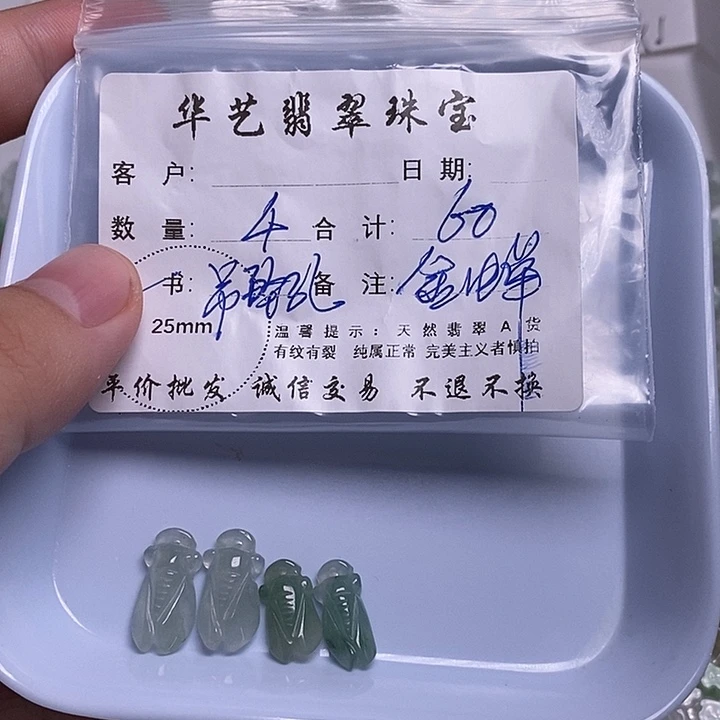 华艺翡翠珠宝
客 户: 日 期:
数 量: 4 合 计: 60
书: 备 注: 金
25mm
温馨提示: 天然翡翠A货
有纹有裂 纯属正常 完美主义者慎拍
平价批发 诚信交易 不退不换